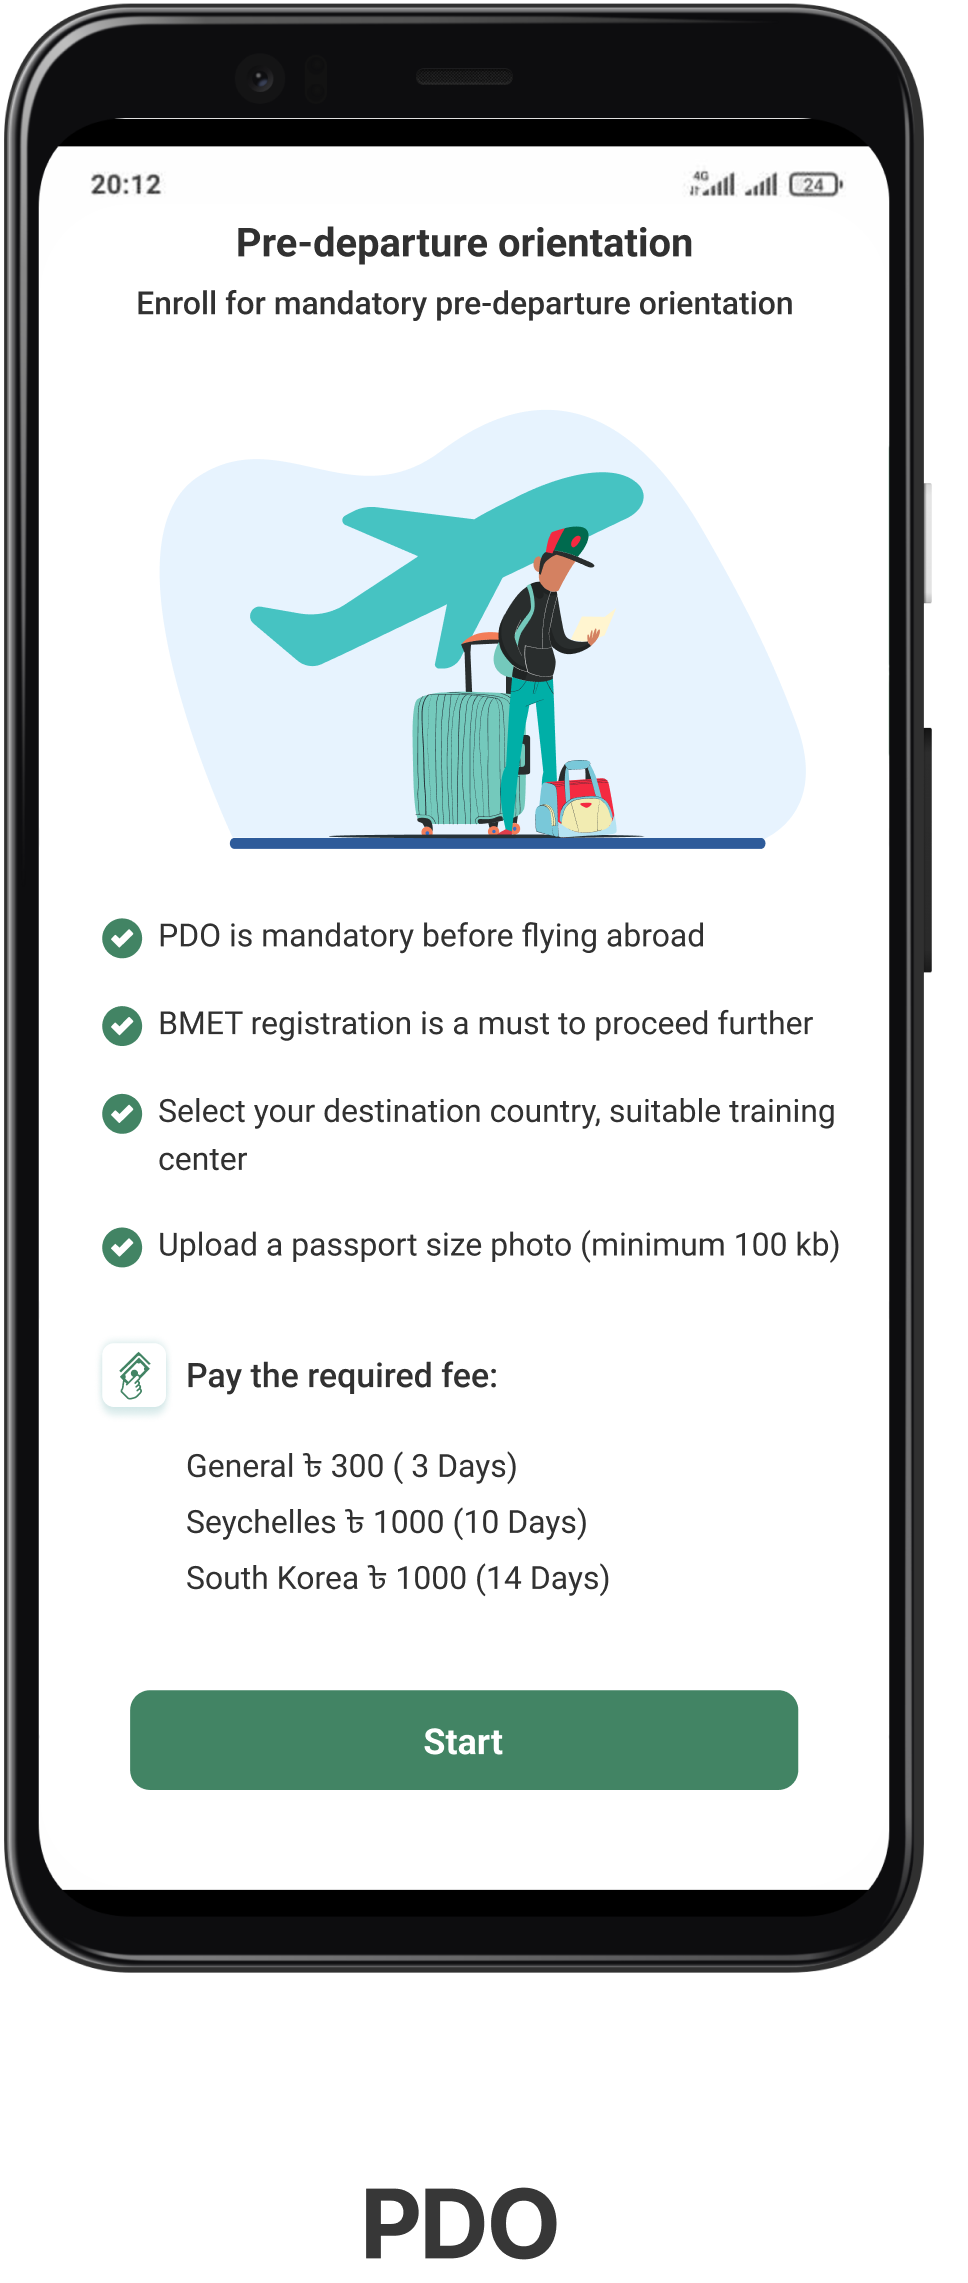 20:12
4G
24
Pre-departure orientation
Enroll for mandatory pre-departure orientation
PDO is mandatory before flying abroad
BMET registration is a must to proceed further
Select your destination country, suitable training
center
Upload a passport size photo (minimum 100 kb)
Pay the required fee:
General ৳ 300 ( 3 Days)
Seychelles ৳ 1000 (10 Days)
South Korea ৳ 1000 (14 Days)
Start
PDO